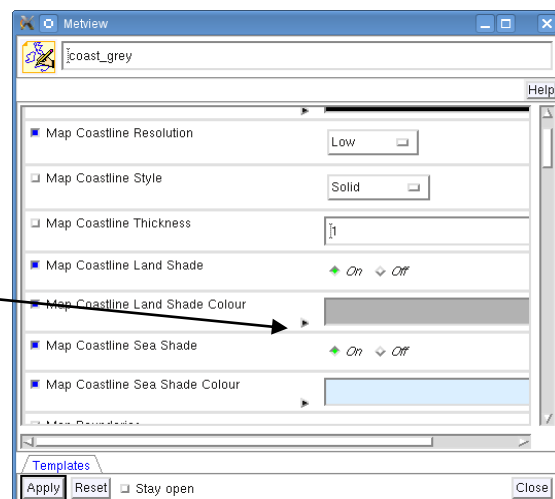 Metview
coast_grey
Help
Map Coastline Resolution
Low
Map Coastline Style
Solid
Map Coastline Thickness
1
Map Coastline Land Shade
On Off
Map Coastline Land Shade Colour
Map Coastline Sea Shade
On Off
Map Coastline Sea Shade Colour
Map Boundaries
Templates
Apply Reset Stay open Close